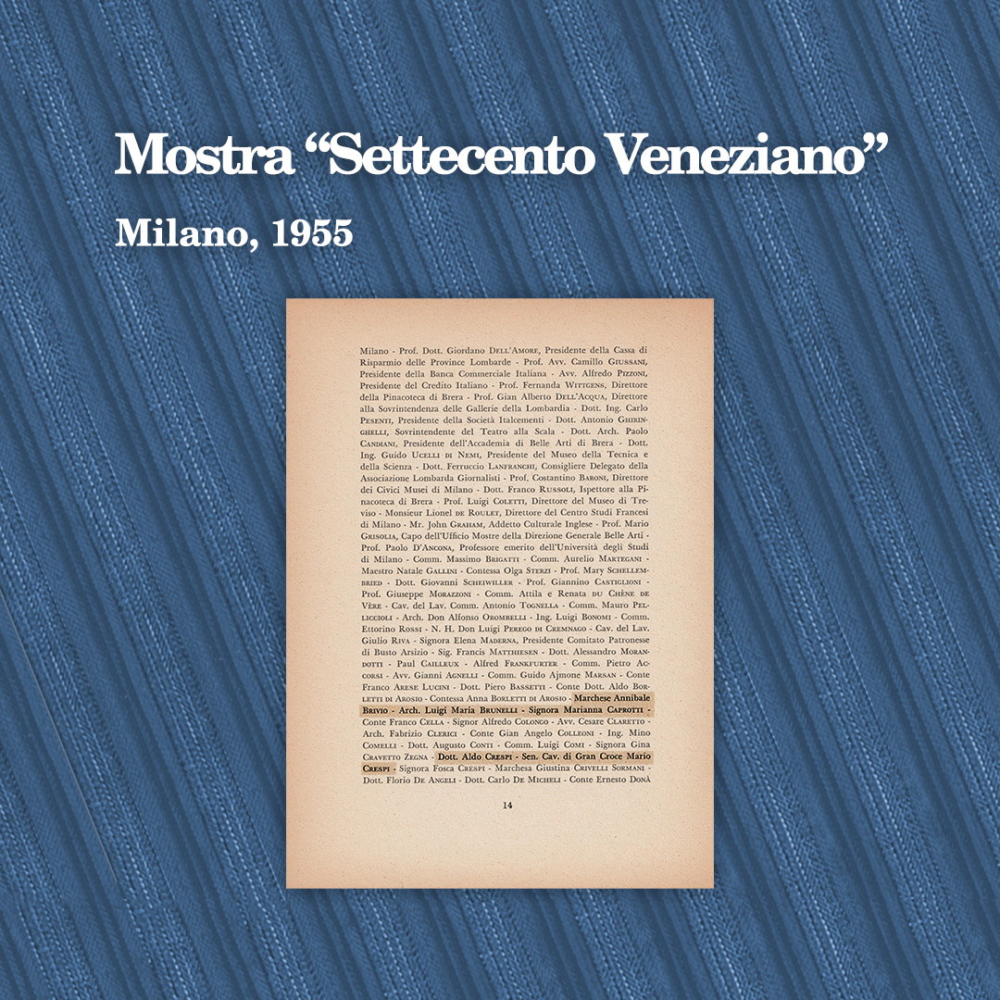 Mostra “Settecento Veneziano”
Milano, 1955
Milano - Prof. Dott. Giordano DELL'AMORE, Presidente della Cassa di
Risparmio delle Province Lombarde - Prof. Avv. Camillo GIUSSANI,
Presidente della Banca Commerciale Italiana - Avv. Alfredo PIZZONI,
Presidente del Credito Italiano - Prof. Fernanda WITTGENS, Direttore
della Pinacoteca di Brera - Prof. Gian Alberto DELL'ACQUA, Direttore
alla Sovrintendenza delle Gallerie della Lombardia - Dott. Ing. Carlo
PESENTI, Presidente della Società Italcementi - Dott. Antonio GHIRIN-
GHELLI, Sovrintendente del Teatro alla Scala - Dott. Arch. Paolo
CANDIANI, Presidente dell'Accademia di Belle Arti di Brera - Dott.
Ing. Guido UCELLI DI NEMI, Presidente del Museo della Tecnica e
della Scienza - Dott. Ferruccio LANFRANCHI, Consigliere Delegato della
Associazione Lombarda Giornalisti - Prof. Costantino BARONI, Direttore
dei Civici Musei di Milano - Dott. Franco RUSSOLI, Ispettore alla Pi-
nacoteca di Brera - Prof. Luigi COLETTI, Direttore del Museo di Tre-
viso - Monsieur Lionel DE ROULET, Direttore del Centro Studi Francesi
di Milano - Mr. John GRAHAM, Addetto Culturale Inglese - Prof. Mario
GRISOLIA, Capo dell'Ufficio Mostre della Direzione Generale Belle Arti -
Prof. Paolo D'ANCONA, Professore emerito dell'Università degli Studi
di Milano - Comm. Massimo BRIGATTI - Comm. Aurelio MARTEGANI -
Maestro Natale GALLINI - Contessa Olga STERZI - Prof. Mary SCHELLEM-
BRIED - Dott. Giovanni SCHEIWILLER - Prof. Giannino CASTIGLIONI -
Prof. Giuseppe MORAZZONI - Comm. Attila e Renata DU CHÈNE DE
VÈRE - Cav. del Lav. Comm. Antonio TOGNELLA - Comm. Mauro PEL-
LICCIOLI - Arch. Don Alfonso OROMBELLI - Ing. Luigi BONOMI - Comm.
Ettorino ROSSI - N. H. Don Luigi PEREGO DI CREMNAGO - Cav. del Lav.
Giulio RIVA - Signora Elena MADERNA, Presidente Comitato Patronesse
di Busto Arsizio - Sig. Francis MATTHIESEN - Dott. Alessandro MORAN-
DOTTI - Paul CAILLEUX - Alfred FRANKFURTER - Comm. Pietro AC-
CORSI - Avv. Gianni AGNELLI - Comm. Guido Ajmone MARSAN - Conte
Franco ARESE LUCINI - Dott. Piero BASSETTI - Conte Dott. Aldo BOR-
LETTI DI AROSIO - Contessa Anna BORLETTI DI AROSIO - Marchese Annibale
BRIVIO - Arch. Luigi Maria BRUNELLI - Signora Marianna CAPROTTI -
Conte Franco CELLA - Signor Alfredo COLONGO - Avv. Cesare CLARETTO -
Arch. Fabrizio CLERICI - Conte Gian Angelo COLLEONI - Ing. Mino
COMELLI - Dott. Augusto CONTI - Comm. Luigi COMI - Signora Gina
CRAVETTO ZEGNA - Dott. Aldo CRESPI - Sen. Cav. di Gran Croce Mario
CRESPI - Signora Fosca CRESPI - Marchesa Giustina CRIVELLI SORMANI -
Dott. Florio DE ANGELI - Dott. Carlo DE MICHELI - Conte Ernesto DONÀ
14